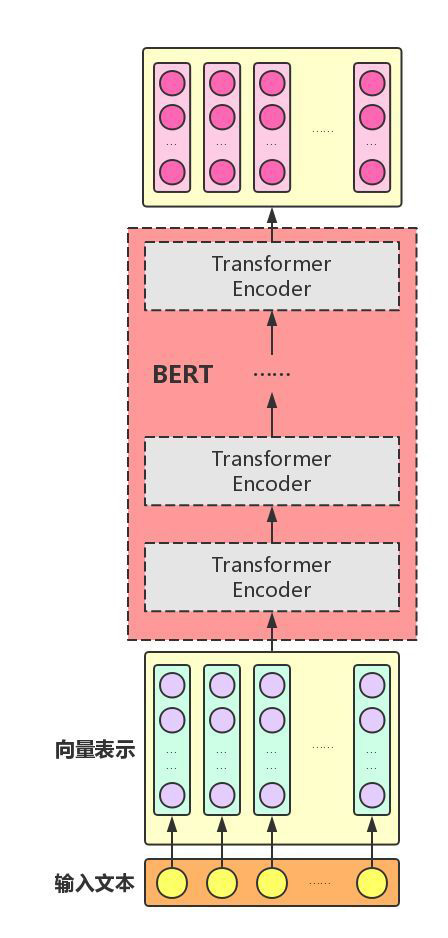 ... ... ... ...
......
Transformer
Encoder
BERT ......
Transformer
Encoder
Transformer
Encoder
向量表示
... ... ... ...
......
... ... ... ...
输入文本 ......